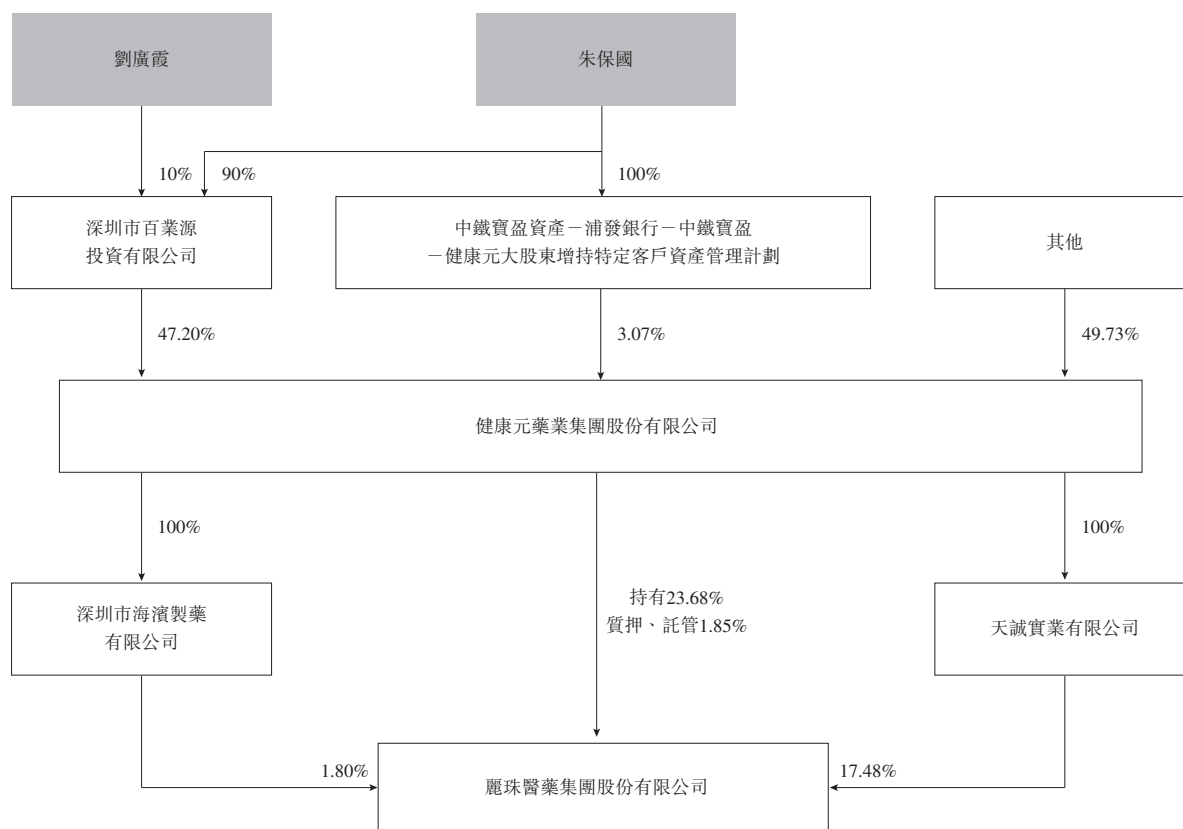 劉廣霞
朱保國
10%
90%
100%
深圳市百業源
投資有限公司
中鐵寶盈資產－浦發銀行－中鐵寶盈
－健康元大股東增持特定客戶資產管理計劃
其他
47.20%
3.07%
49.73%
健康元藥業集團股份有限公司
100%
100%
深圳市海濱製藥
有限公司
持有23.68%
質押、託管1.85%
天誠實業有限公司
1.80%
麗珠醫藥集團股份有限公司
17.48%